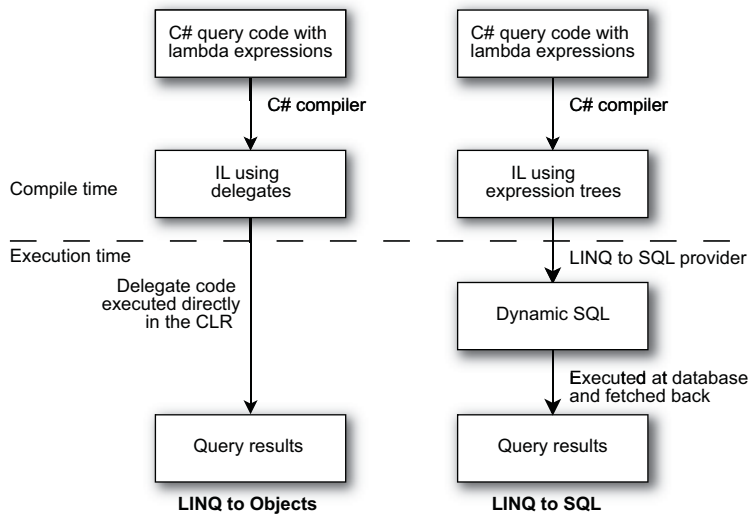 C# query code with
lambda expressions
C# compiler
IL using
delegates
Compile time
Execution time
Delegate code
executed directly
in the CLR
Query results
LINQ to Objects
C# query code with
lambda expressions
C# compiler
IL using
expression trees
LINQ to SQL provider
Dynamic SQL
Executed at database
and fetched back
Query results
LINQ to SQL